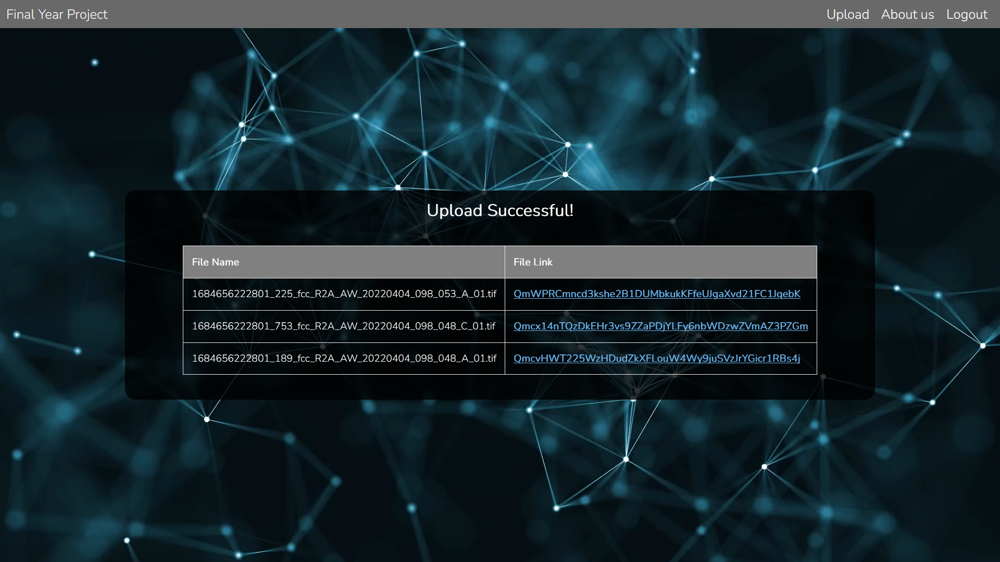 Final Year Project
Upload About us Logout
Upload Successful!
File Name File Link
1684656222801_225_fcc_R2A_AW_20220404_098_053_A_01.tif QmWPRCmncd3kshe2B1DUMbkukKFfeUJgaXvd21FC1JqebK
1684656222801_753_fcc_R2A_AW_20220404_098_048_C_01.tif Qmcx14nTQzDkEHr3vs9ZZaPDjYLFy6nbWDzwZVmAZ3PZGm
1684656222801_189_fcc_R2A_AW_20220404_098_048_A_01.tif QmcvHWT225WzHDudZkXFLouW4Wy9juSVzJrYGicr1RBs4j